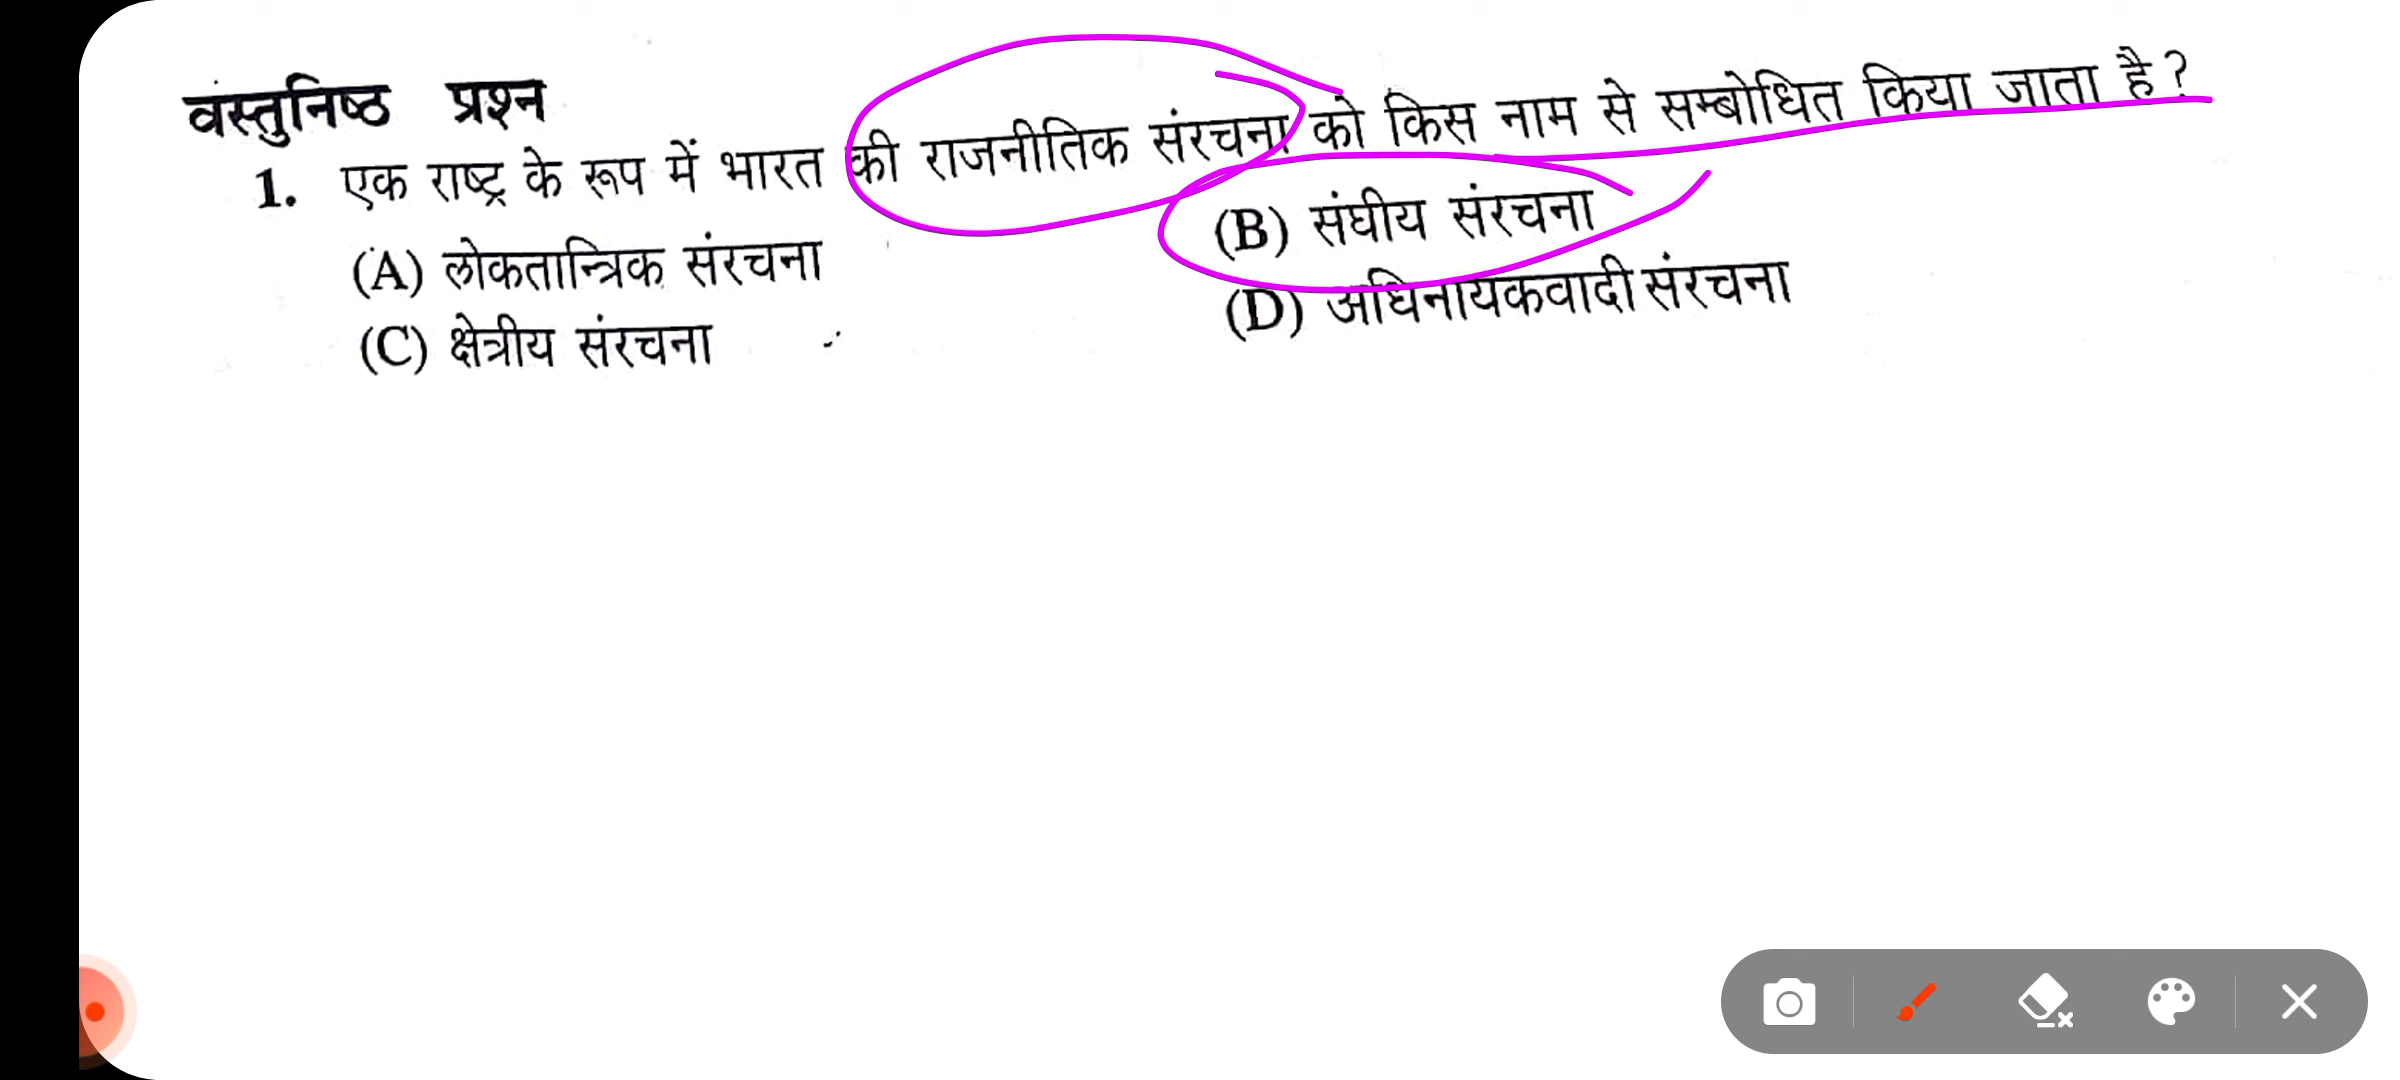 वस्तुनिष्ठ प्रश्न
1. एक राष्ट्र के रूप में भारत की राजनीतिक संरचना को किस नाम से सम्बोधित किया जाता है?
(A) लोकतान्त्रिक संरचना (B) संघीय संरचना
(C) क्षेत्रीय संरचना (D) अधिनायकवादी संरचना